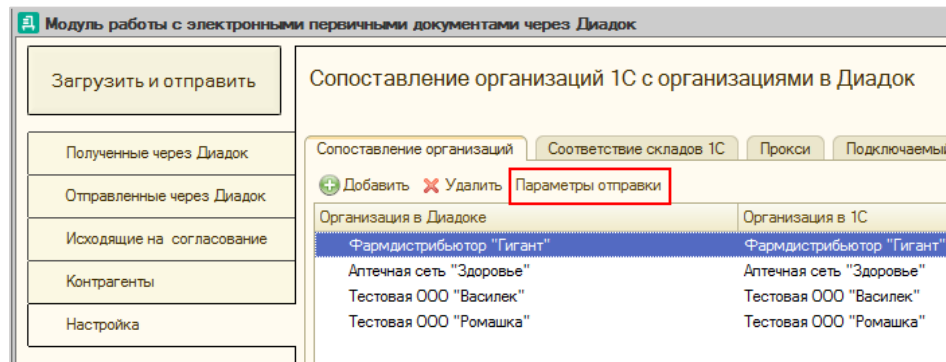 Модуль работы с электронными первичными документами через Диадок
Загрузить и отправить
Полученные через Диадок
Отправленные через Диадок
Исходящие на согласование
Контрагенты
Настройка
Сопоставление организаций 1С с организациями в Диадок
Сопоставление организаций Соответствие складов 1С Прокси Подключаемый
Добавить Удалить Параметры отправки
Организация в Диадоке Организация в 1С
Фармдистрибьютор "Гигант" Фармдистрибьютор "Гигант"
Аптечная сеть "Здоровье" Аптечная сеть "Здоровье"
Тестовая ООО "Василек" Тестовая ООО "Василек"
Тестовая ООО "Ромашка" Тестовая ООО "Ромашка"